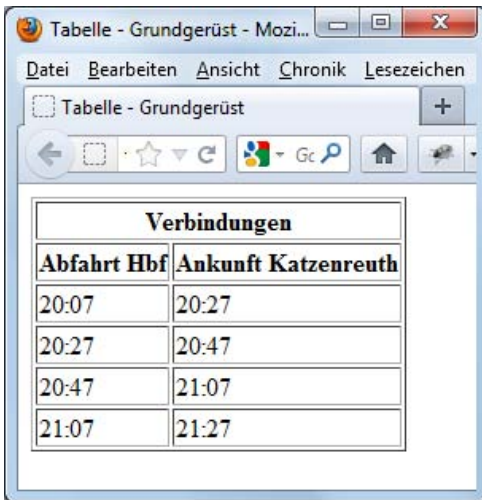 Tabelle - Grundgerüst - Mozi...
Datei Bearbeiten Ansicht Chronik Lesezeichen
Tabelle - Grundgerüst +
Gc
Verbindungen
Abfahrt Hbf Ankunft Katzenreuth
20:07 20:27
20:27 20:47
20:47 21:07
21:07 21:27